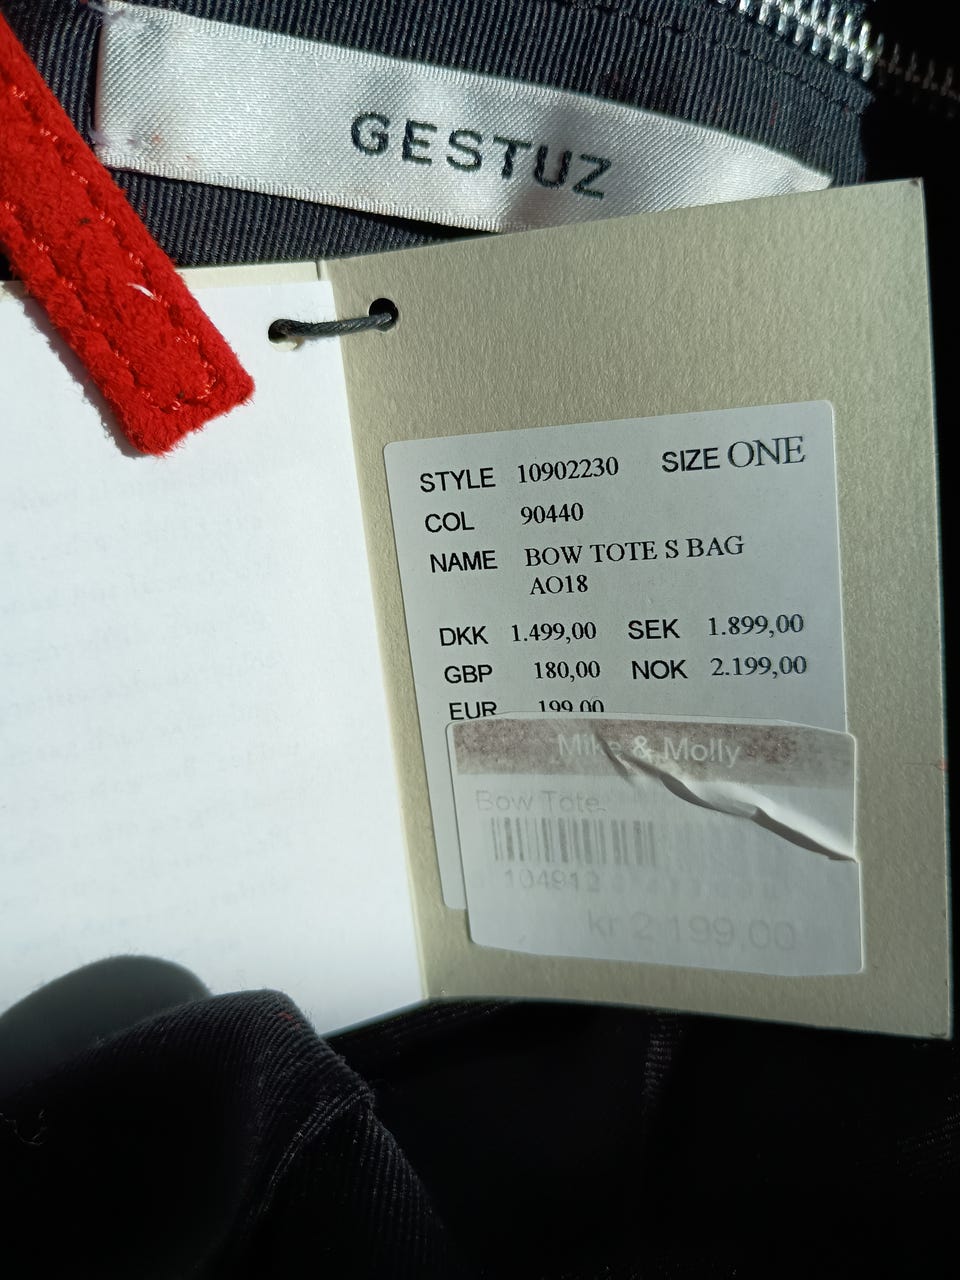 GESTUZ
STYLE 10902230 SIZE ONE
COL 90440
NAME BOW TOTE S BAG
AO18
DKK 1.499,00 SEK 1.899,00
GBP 180,00 NOK 2.199,00
EUR 199,00
Mike & Molly
Bow Tote
104912
kr 2 199,00